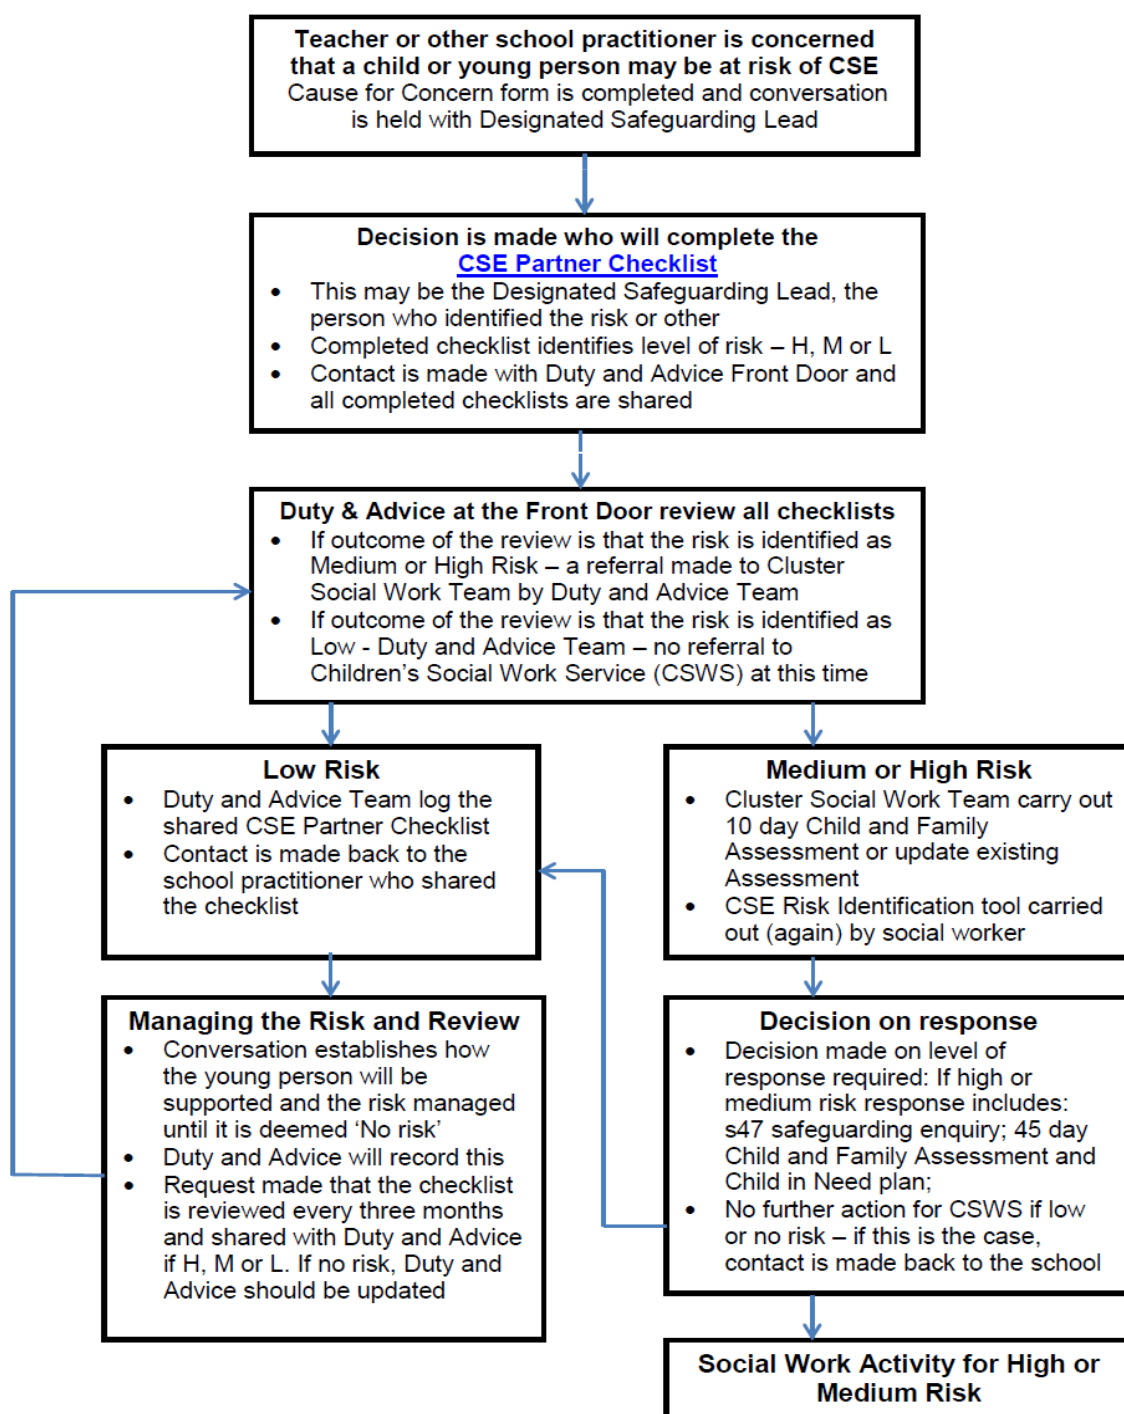 Teacher or other school practitioner is concerned
that a child or young person may be at risk of CSE
Cause for Concern form is completed and conversation
is held with Designated Safeguarding Lead
Decision is made who will complete the
CSE Partner Checklist
• This may be the Designated Safeguarding Lead, the
person who identified the risk or other
• Completed checklist identifies level of risk – H, M or L
• Contact is made with Duty and Advice Front Door and
all completed checklists are shared
Duty & Advice at the Front Door review all checklists
• If outcome of the review is that the risk is identified as
Medium or High Risk – a referral made to Cluster
Social Work Team by Duty and Advice Team
• If outcome of the review is that the risk is identified as
Low - Duty and Advice Team – no referral to
Children's Social Work Service (CSWS) at this time
Low Risk
• Duty and Advice Team log the
shared CSE Partner Checklist
• Contact is made back to the
school practitioner who shared
the checklist
Medium or High Risk
• Cluster Social Work Team carry out
10 day Child and Family
Assessment or update existing
Assessment
• CSE Risk Identification tool carried
out (again) by social worker
Managing the Risk and Review
• Conversation establishes how
the young person will be
supported and the risk managed
until it is deemed 'No risk'
• Duty and Advice will record this
• Request made that the checklist
is reviewed every three months
and shared with Duty and Advice
if H, M or L. If no risk, Duty and
Advice should be updated
Decision on response
• Decision made on level of
response required: If high or
medium risk response includes:
s47 safeguarding enquiry; 45 day
Child and Family Assessment and
Child in Need plan;
• No further action for CSWS if low
or no risk – if this is the case,
contact is made back to the school
Social Work Activity for High or
Medium Risk